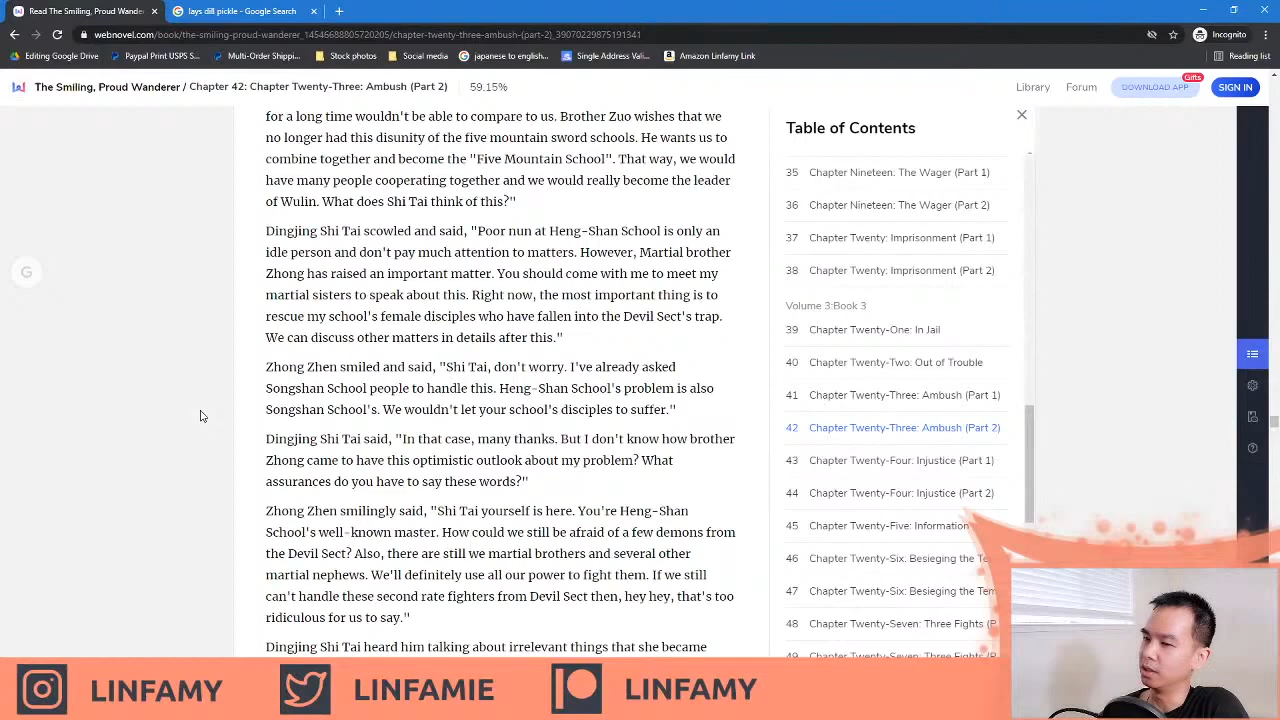 Read The Smiling, Proud Wande
lays dill pickle - Google Search
Incognito
webnovel.com/book/the-smiling-proud-wanderer_14546688805720205/chapter-twenty-three-ambush-(part-2)_39070229875191341
Editing Google Drive
Paypal Print USPS S...
Multi-Order Shippi...
Stock photos
Social media
japanese to english...
Single Address Vali...
Amazon Linfamy Link
Reading list
The Smiling, Proud Wanderer / Chapter 42: Chapter Twenty-Three: Ambush (Part 2)
59.15%
Library
Forum
DOWNLOAD APP
Gifts
SIGN IN
for a long time wouldn't be able to compare to us. Brother Zuo wishes that we
no longer had this disunity of the five mountain sword schools. He wants us to
combine together and become the "Five Mountain School". That way, we would
have many people cooperating together and we would really become the leader
of Wulin. What does Shi Tai think of this?"
Dingjing Shi Tai scowled and said, "Poor nun at Heng-Shan School is only an
idle person and don't pay much attention to matters. However, Martial brother
Zhong has raised an important matter. You should come with me to meet my
martial sisters to speak about this. Right now, the most important thing is to
rescue my school's female disciples who have fallen into the Devil Sect's trap.
We can discuss other matters in details after this."
Zhong Zhen smiled and said, "Shi Tai, don't worry. I've already asked
Songshan School people to handle this. Heng-Shan School's problem is also
Songshan School's. We wouldn't let your school's disciples to suffer."
Dingjing Shi Tai said, "In that case, many thanks. But I don't know how brother
Zhong came to have this optimistic outlook about my problem? What
assurances do you have to say these words?"
Zhong Zhen smilingly said, "Shi Tai yourself is here. You're Heng-Shan
School's well-known master. How could we still be afraid of a few demons from
the Devil Sect? Also, there are still we martial brothers and several other
martial nephews. We'll definitely use all our power to fight them. If we still
can't handle these second rate fighters from Devil Sect then, hey hey, that's too
ridiculous for us to say."
Dingjing Shi Tai heard him talking about irrelevant things that she became
Table of Contents
35 Chapter Nineteen: The Wager (Part 1)
36 Chapter Nineteen: The Wager (Part 2)
37 Chapter Twenty: Imprisonment (Part 1)
38 Chapter Twenty: Imprisonment (Part 2)
Volume 3:Book 3
39 Chapter Twenty-One: In Jail
40 Chapter Twenty-Two: Out of Trouble
41 Chapter Twenty-Three: Ambush (Part 1)
42 Chapter Twenty-Three: Ambush (Part 2)
43 Chapter Twenty-Four: Injustice (Part 1)
44 Chapter Twenty-Four: Injustice (Part 2)
45 Chapter Twenty-Five: Information
46 Chapter Twenty-Six: Besieging the Te
47 Chapter Twenty-Six: Besieging the Tem
48 Chapter Twenty-Seven: Three Fights (P
49 Chapter Twenty-Seven: Three Fights (P
G
LINFAMY
LINFAMIE
LINFAMY